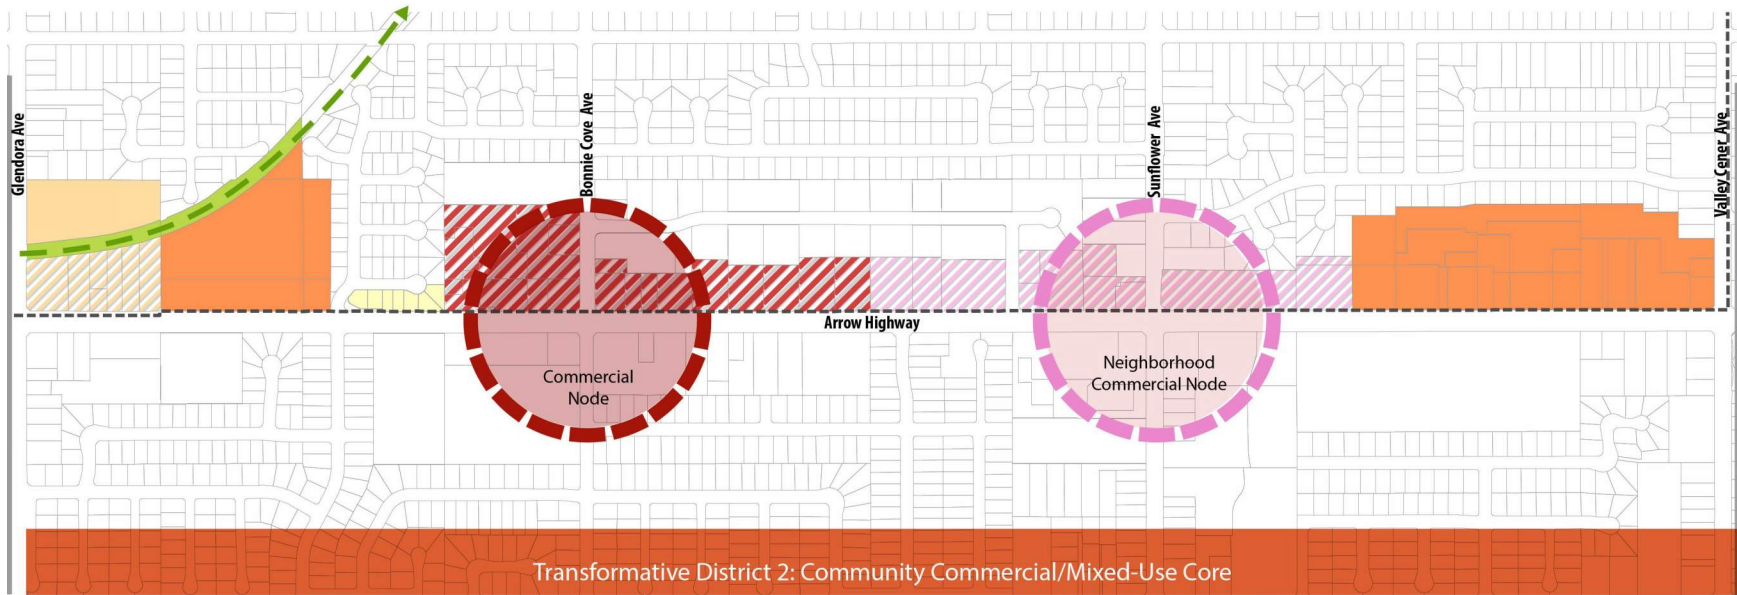 Glendora Ave
Bonnie Cove Ave
Sunflower Ave
Valley Cener Ave
Arrow Highway
Commercial
Node
Neighborhood
Commercial Node
Transformative District 2: Community Commercial/Mixed-Use Core